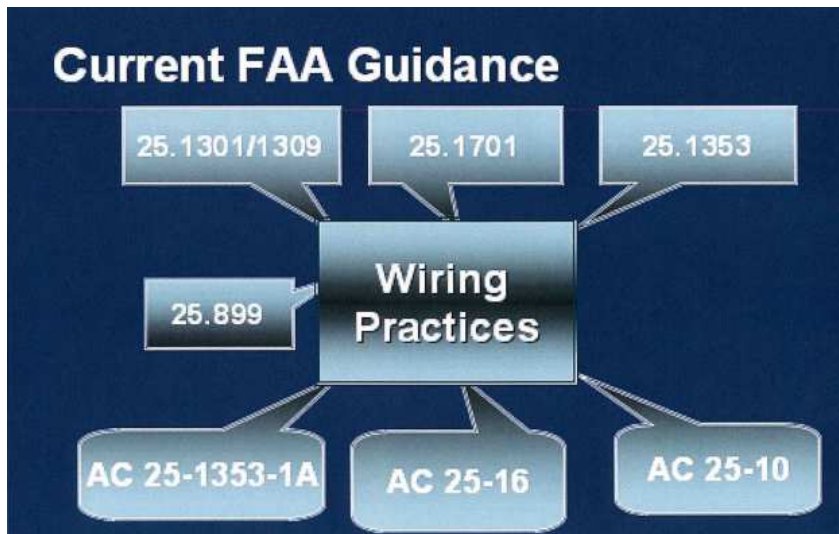 Current FAA Guidance
25.1301/1309
25.1701
25.1353
Wiring
Practices
25.899
AC 25-1353-1A
AC 25-16
AC 25-10